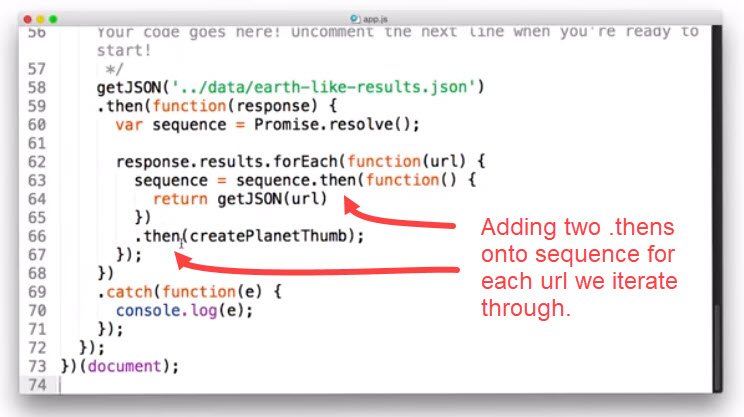 app.js
56 Your code goes here! Uncomment the next line when you're ready to
start!
57 */
58 getJSON('../data/earth-like-results.json')
59 .then(function(response) {
60 var sequence = Promise.resolve();
61
62 response.results.forEach(function(url) {
63 sequence = sequence.then(function() {
64 return getJSON(url)
65 })
66 .then(createPlanetThumb);
67 });
68 })
69 .catch(function(e) {
70 console.log(e);
71 });
72 });
73 })(document);
74
Adding two .thens
onto sequence for
each url we iterate
through.